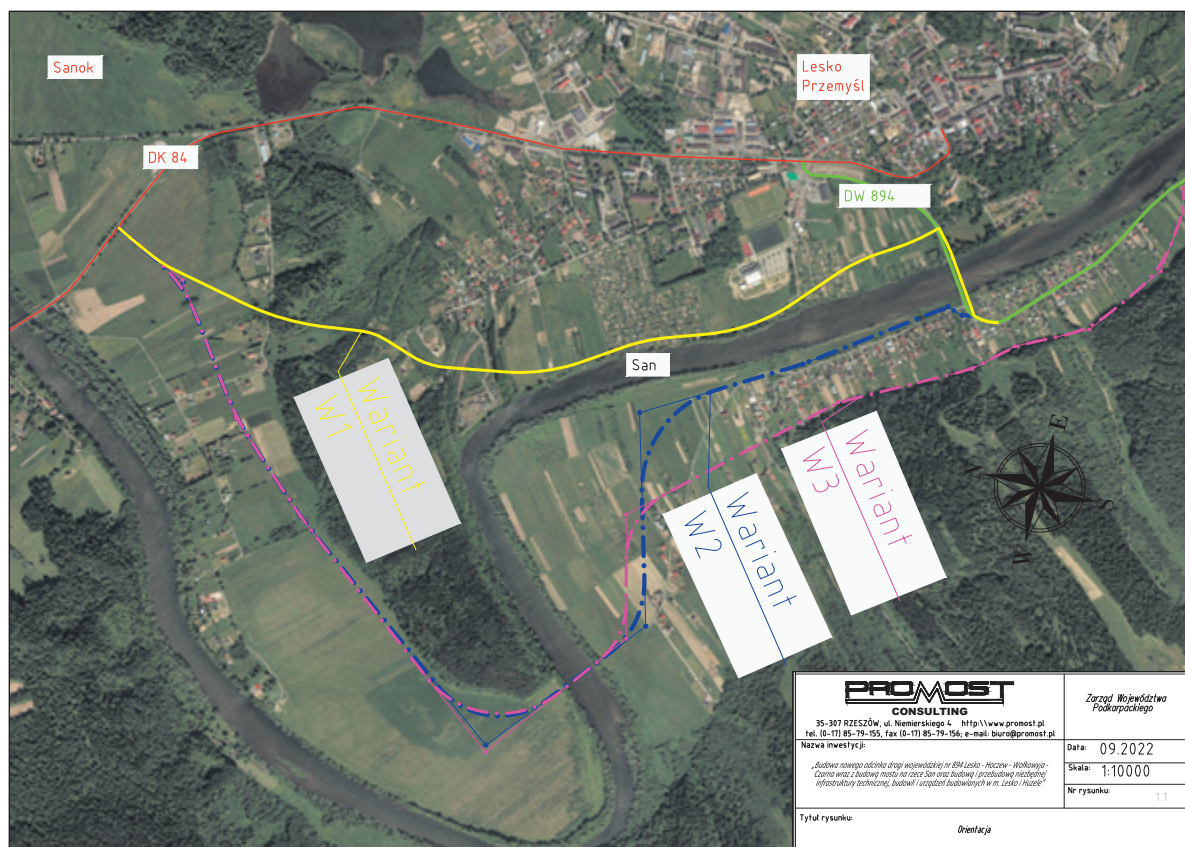 Sanok
Lesko
Przemyśl
DK 84
DW 894
San
Wariant
W1
Wariant
W2
Wariant
W3
N
E
S
W
PROMOST
CONSULTING
35-307 RZESZÓW, ul. Niemierskiego 4 http:\\www.promost.pl
tel. (0-17) 85-79-155, fax (0-17) 85-79-156; e-mail: biuro@promost.pl
Zarząd Województwa
Podkarpackiego
Nazwa inwestycji:
„Budowa nowego odcinka drogi wojewódzkiej nr 894 Lesko - Hoczew - Wołkowyja -
Czarna wraz z budową mostu na rzece San oraz budową i przebudową niezbędnej
infrastruktury technicznej, budowli i urządzeń budowlanych w m. Lesko i Huzele"
Data: 09.2022
Skala: 1:10000
Nr rysunku: 1.1
Tytuł rysunku:
Orientacja